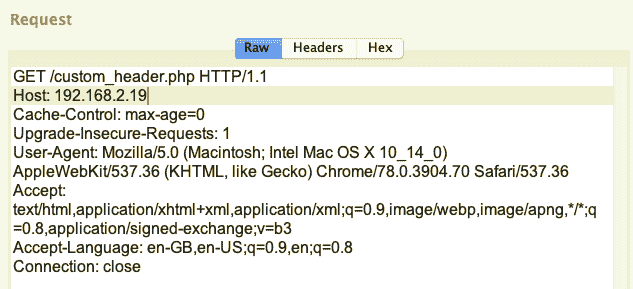 Request
Raw Headers Hex
GET /custom_header.php HTTP/1.1
Host: 192.168.2.19
Cache-Control: max-age=0
Upgrade-Insecure-Requests: 1
User-Agent: Mozilla/5.0 (Macintosh; Intel Mac OS X 10_14_0)
AppleWebKit/537.36 (KHTML, like Gecko) Chrome/78.0.3904.70 Safari/537.36
Accept:
text/html,application/xhtml+xml,application/xml;q=0.9,image/webp,image/apng,*/*;q
=0.8,application/signed-exchange;v=b3
Accept-Language: en-GB,en-US;q=0.9,en;q=0.8
Connection: close